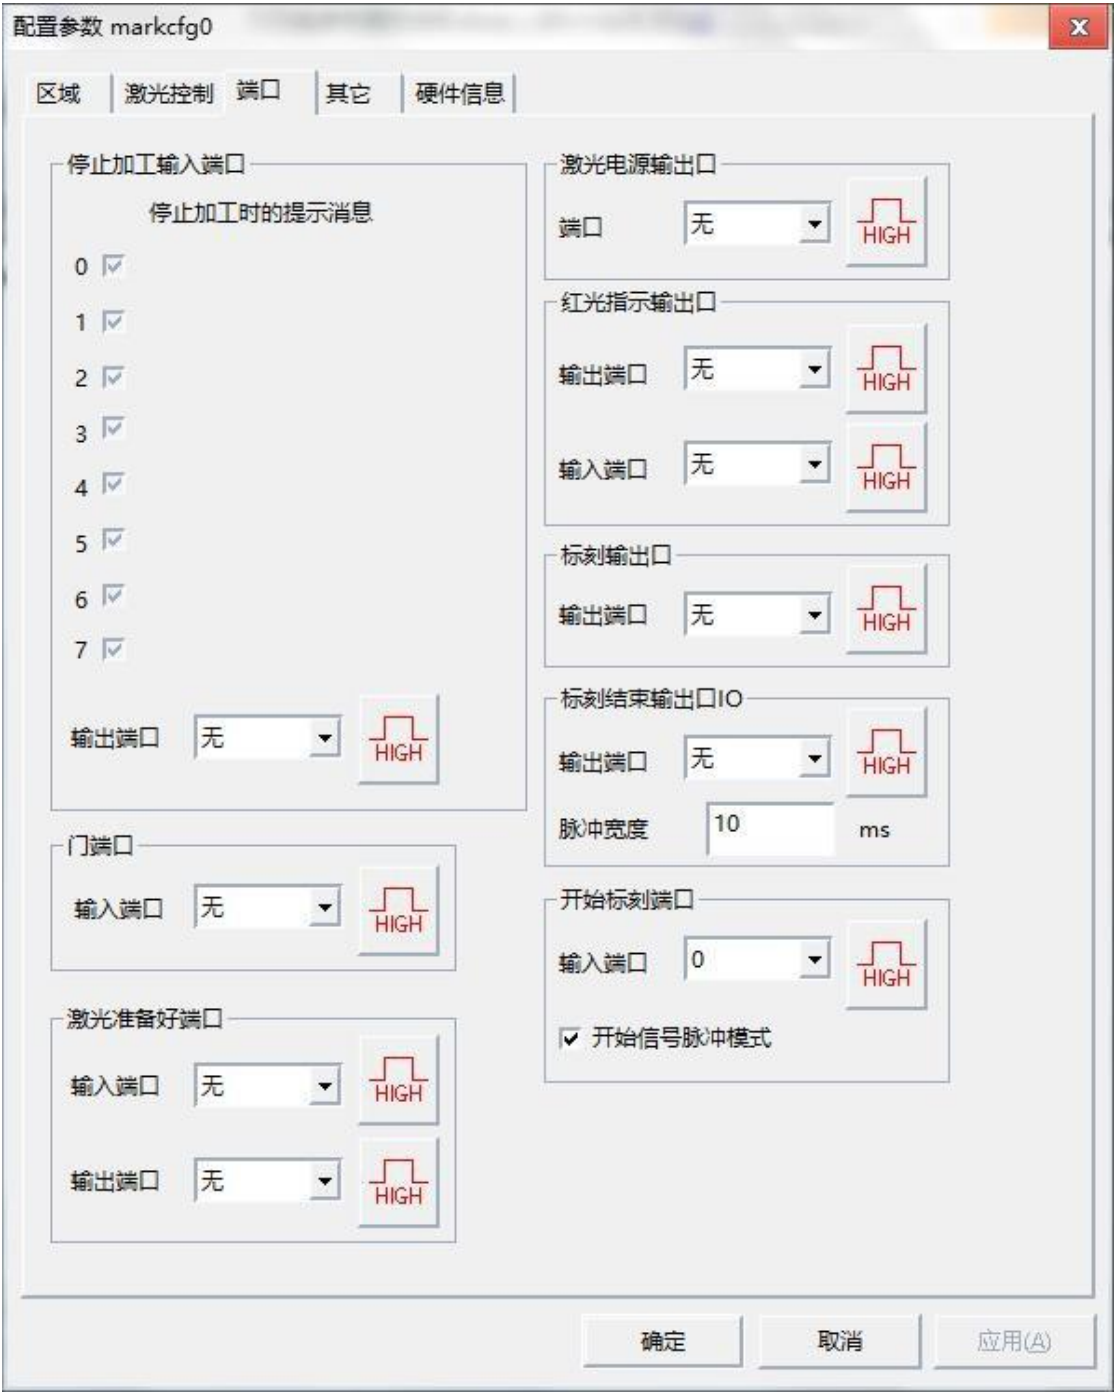 配置参数 markcfg0
区域 激光控制 端口 其它 硬件信息
停止加工输入端口
停止加工时的提示消息
0
1
2
3
4
5
6
7
输出端口 无 HIGH
门端口
输入端口 无 HIGH
激光准备好端口
输入端口 无 HIGH
输出端口 无 HIGH
激光电源输出口
端口 无 HIGH
红光指示输出口
输出端口 无 HIGH
输入端口 无 HIGH
标刻输出口
输出端口 无 HIGH
标刻结束输出口IO
输出端口 无 HIGH
脉冲宽度 10 ms
开始标刻端口
输入端口 0 HIGH
开始信号脉冲模式
确定 取消 应用(A)